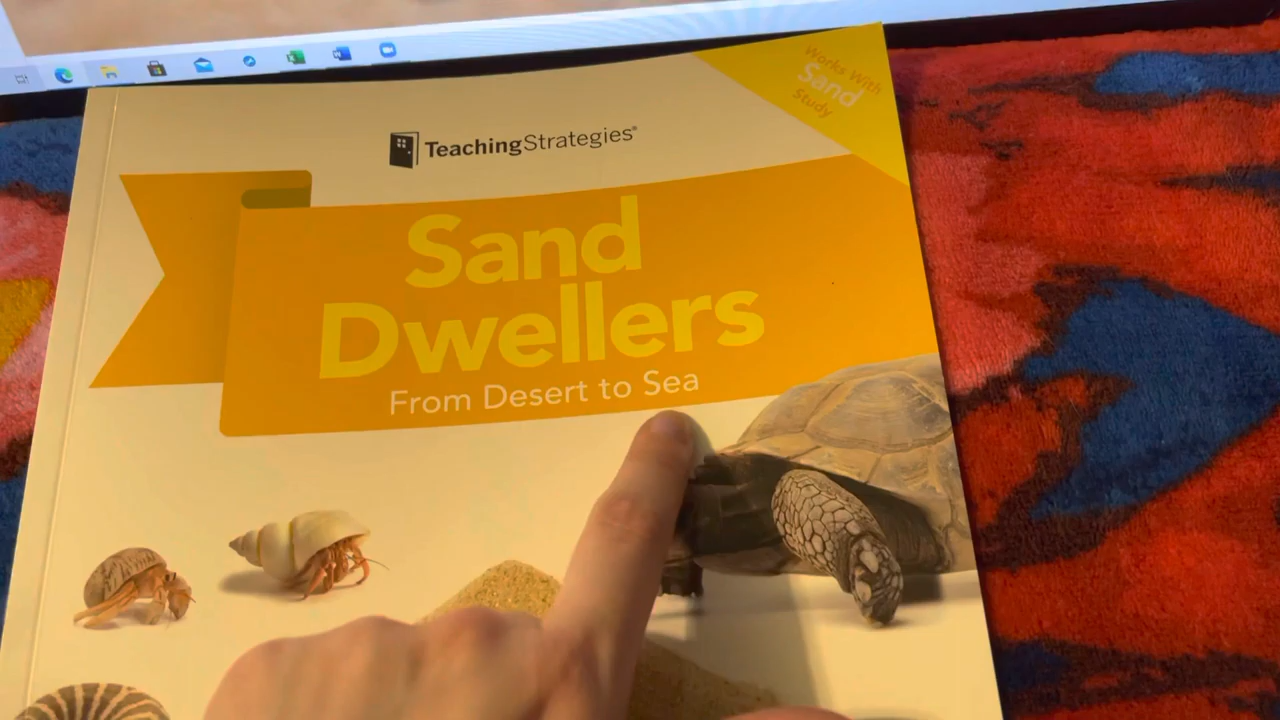 Works With
Sand
Study
TeachingStrategies®
Sand
Dwellers
From Desert to Sea